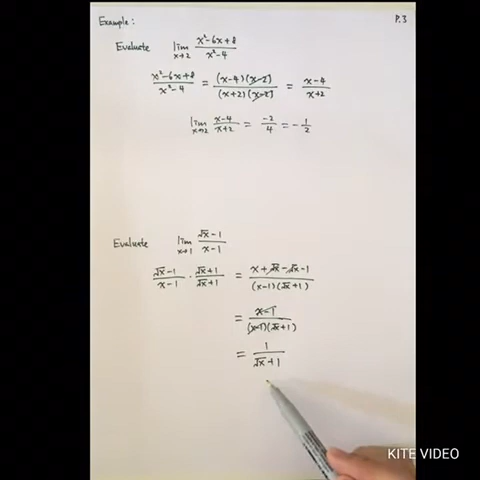 Example: P.3
Evaluate lim x→2 x²-6x+8 / x²-4
x²-6x+8 / x²-4 = (x-4)(x-2) / (x+2)(x-2) = x-4 / x+2
lim x→2 x-4 / x+2 = -2/4 = -1/2
Evaluate lim x→1 √x-1 / x-1
√x-1 / x-1 · √x+1 / √x+1 = x+√x-√x-1 / (x-1)(√x+1)
= x-1 / (x-1)(√x+1)
= 1 / √x+1
KITE VIDEO